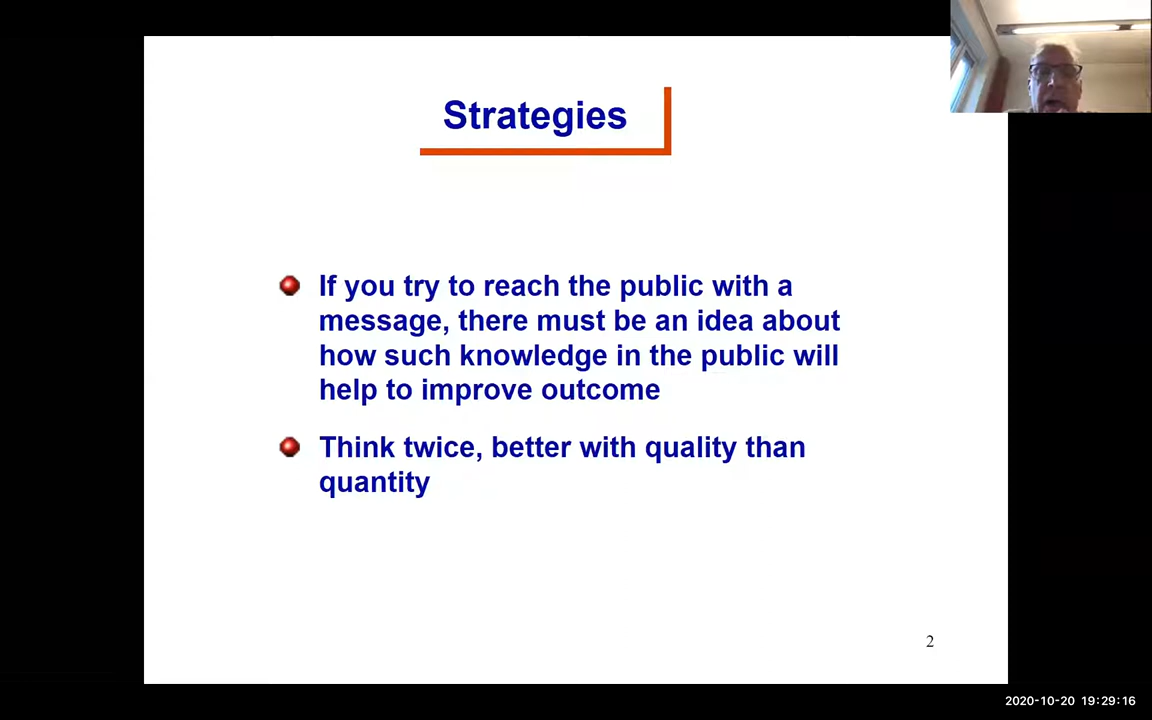 Strategies
If you try to reach the public with a
message, there must be an idea about
how such knowledge in the public will
help to improve outcome
Think twice, better with quality than
quantity
2
2020-10-20 19:29:16